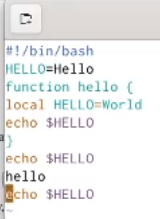 #!/bin/bash
HELLO=Hello
function hello {
local HELLO=World
echo $HELLO
}
echo $HELLO
hello
echo $HELLO
~